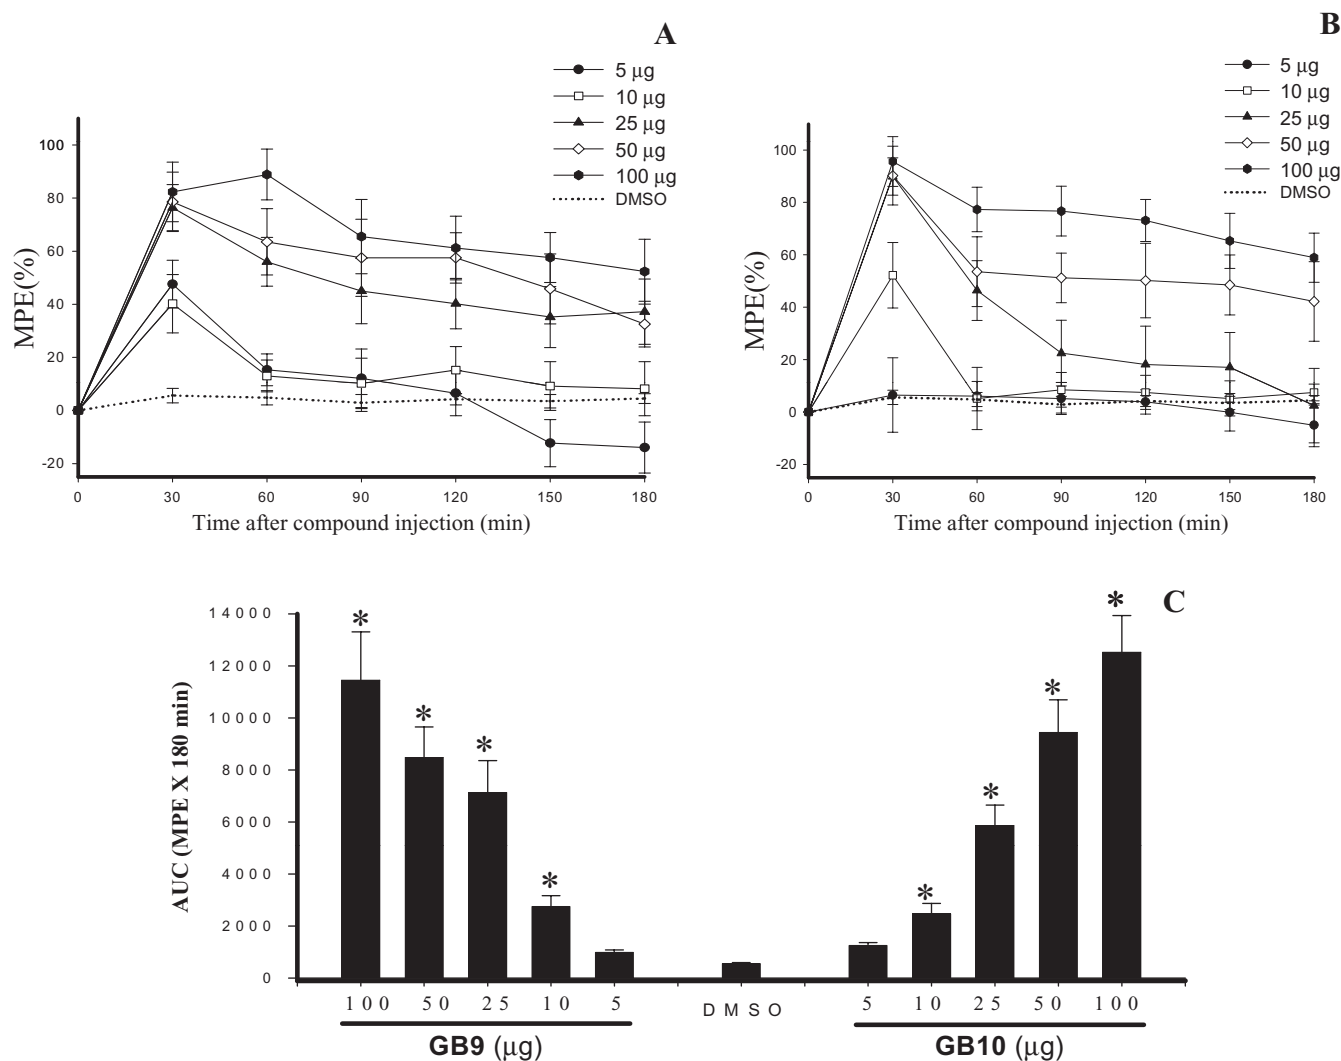 A
5 µg
10 µg
25 µg
50 µg
100 µg
DMSO
MPE(%)
100
80
60
40
20
0
-20
0 30 60 90 120 150 180
Time after compound injection (min)
B
5 µg
10 µg
25 µg
50 µg
100 µg
DMSO
MPE(%)
100
80
60
40
20
0
-20
0 30 60 90 120 150 180
Time after compound injection (min)
C
AUC (MPE X 180 min)
14000
12000
10000
8000
6000
4000
2000
0
* * * * * * * *
100 50 25 10 5 DMSO 5 10 25 50 100
GB9 (µg) GB10 (µg)